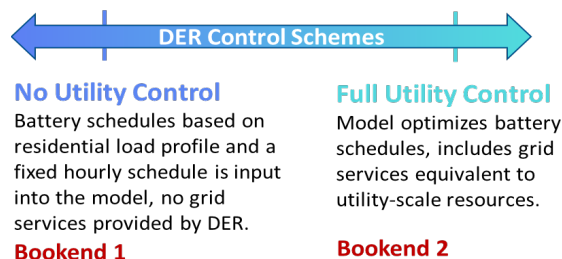 DER Control Schemes
No Utility Control
Battery schedules based on
residential load profile and a
fixed hourly schedule is input
into the model, no grid
services provided by DER.
Bookend 1
Full Utility Control
Model optimizes battery
schedules, includes grid
services equivalent to
utility-scale resources.
Bookend 2